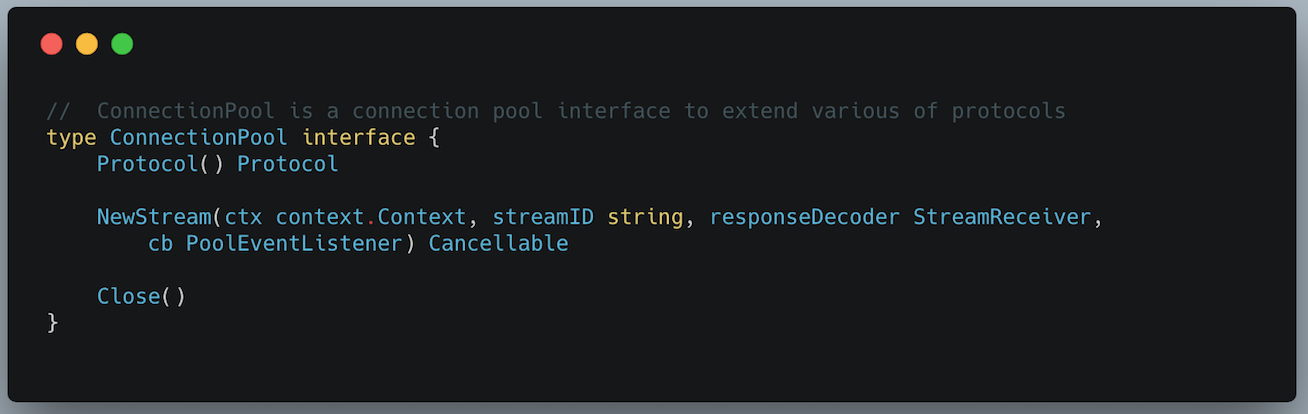 //  ConnectionPool is a connection pool interface to extend various of protocols
type ConnectionPool interface {
    Protocol() Protocol

    NewStream(ctx context.Context, streamID string, responseDecoder StreamReceiver,
        cb PoolEventListener) Cancellable

    Close()
}